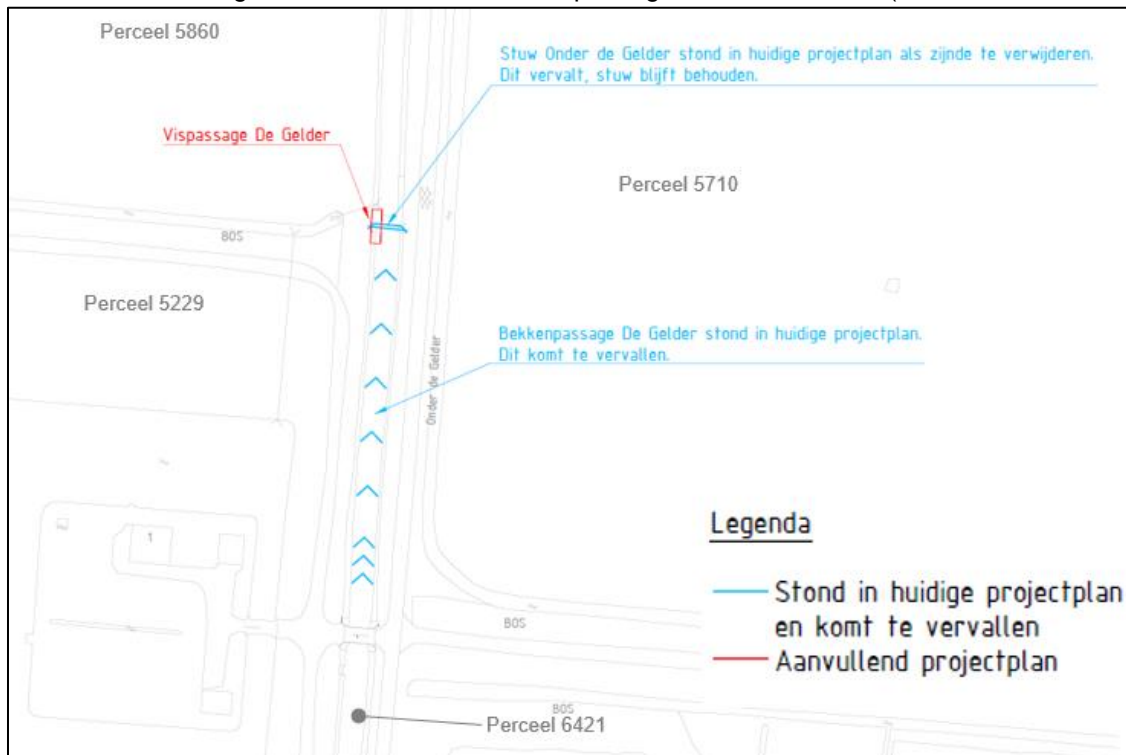 Perceel 5860
Stuw Onder de Gelder stond in huidige projectplan als zijnde te verwijderen.
Dit vervalt, stuw blijft behouden.
Vispassage De Gelder
Perceel 5710
BOS
Perceel 5229
Bekkenpassage De Gelder stond in huidige projectplan.
Dit komt te vervallen.
Onder de Gelder
Legenda
1
Stond in huidige projectplan
en komt te vervallen
BOS
Aanvullend projectplan
BOS
Perceel 6421